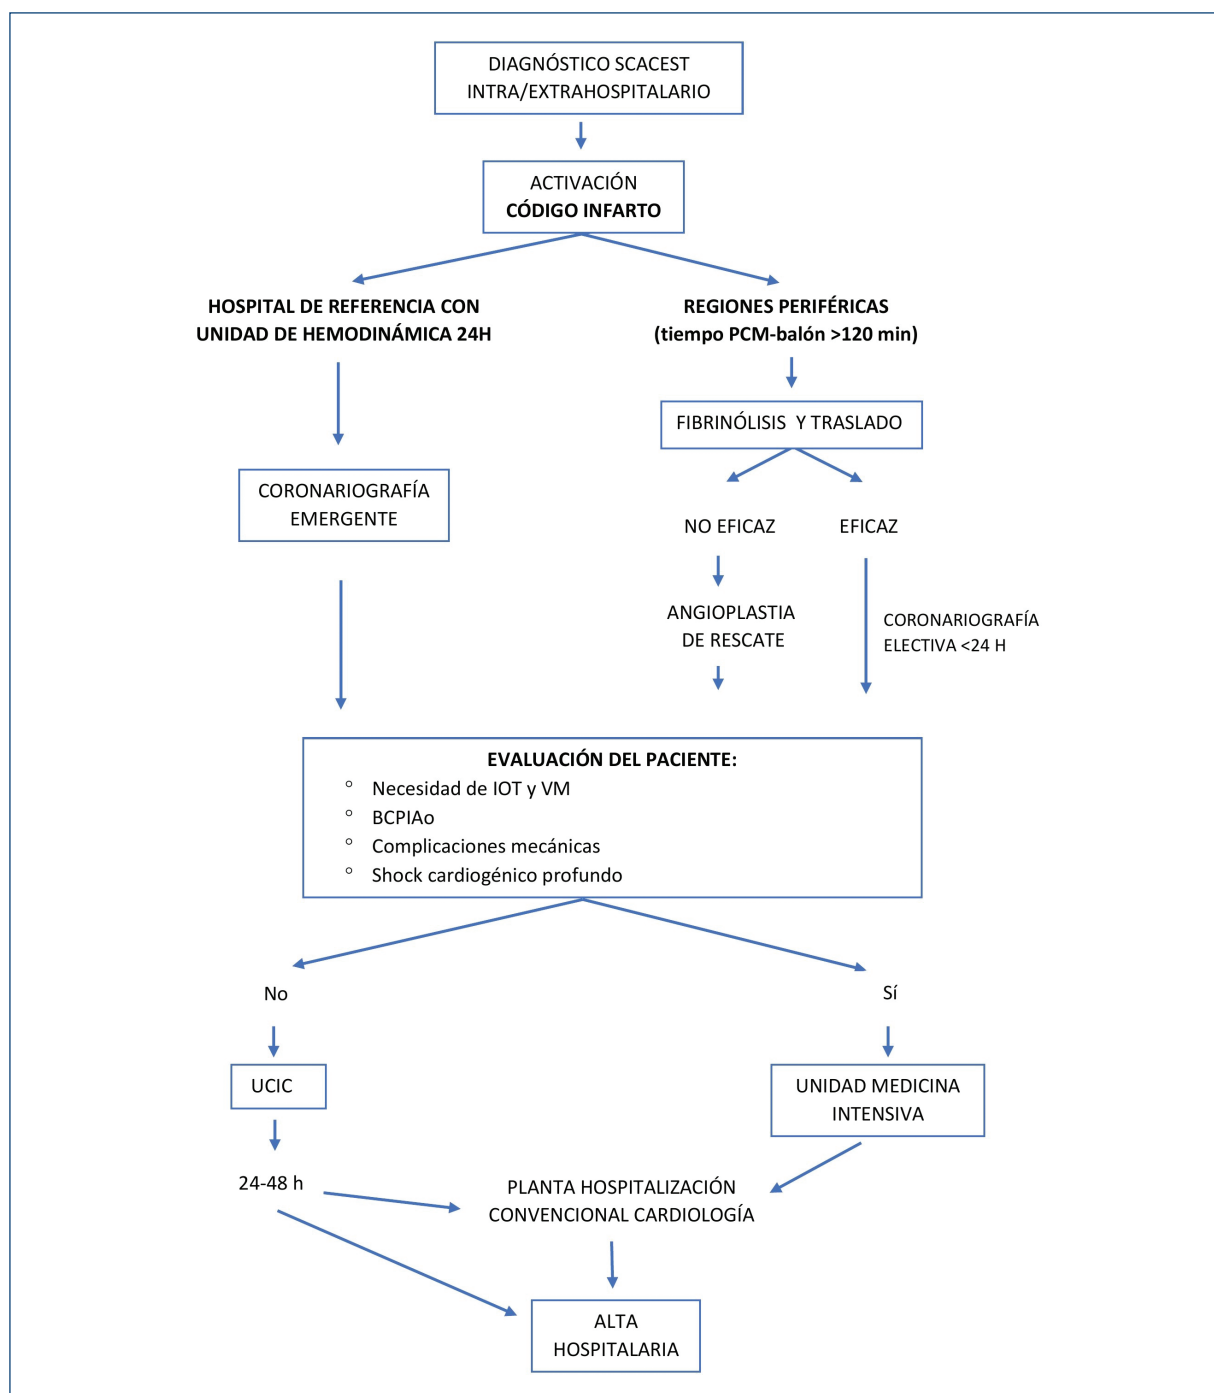 DIAGNÓSTICO SCACEST
INTRA/EXTRAHOSPITALARIO
ACTIVACIÓN
CÓDIGO INFARTO
HOSPITAL DE REFERENCIA CON
UNIDAD DE HEMODINÁMICA 24H
REGIONES PERIFÉRICAS
(tiempo PCM-balón >120 min)
FIBRINÓLISIS Y TRASLADO
CORONARIOGRAFÍA
EMERGENTE
NO EFICAZ
EFICAZ
ANGIOPLASTIA
DE RESCATE
CORONARIOGRAFÍA
ELECTIVA <24 H
EVALUACIÓN DEL PACIENTE:
° Necesidad de IOT y VM
° BCPIAo
° Complicaciones mecánicas
° Shock cardiogénico profundo
No
Sí
UCIC
UNIDAD MEDICINA
INTENSIVA
24-48 h
PLANTA HOSPITALIZACIÓN
CONVENCIONAL CARDIOLOGÍA
ALTA
HOSPITALARIA